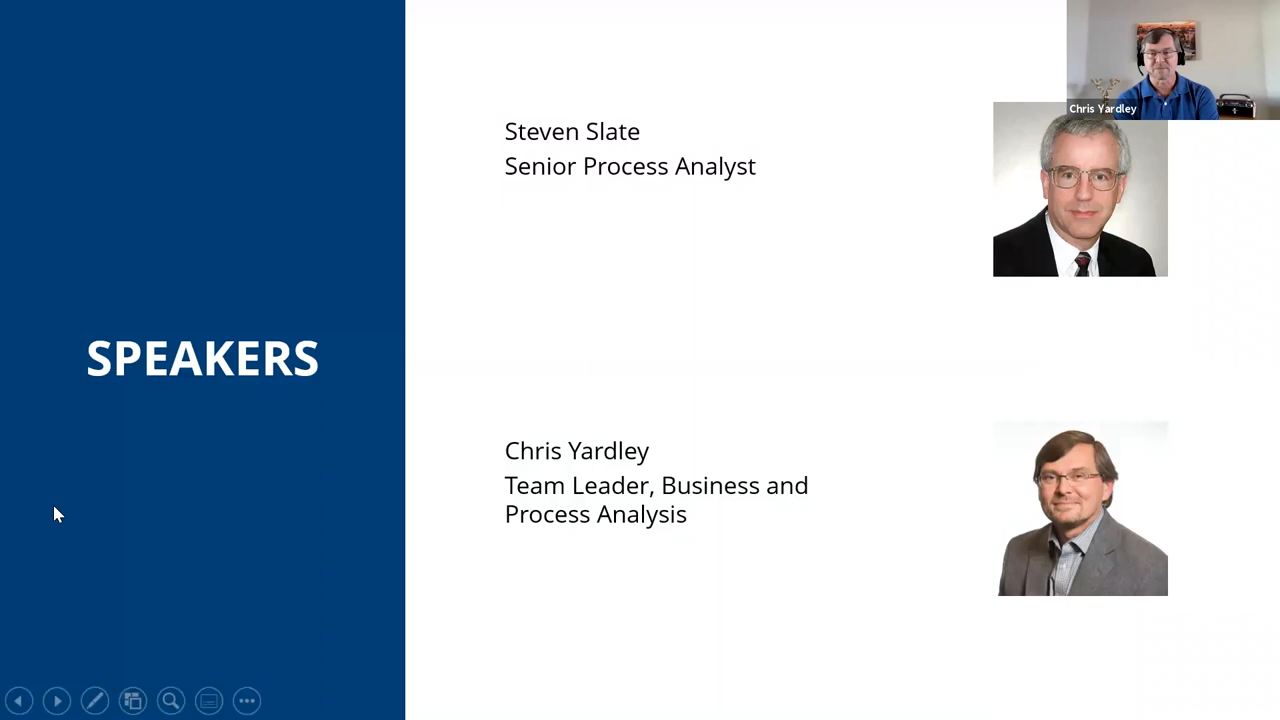 Chris Yardley
Steven Slate
Senior Process Analyst
SPEAKERS
Chris Yardley
Team Leader, Business and
Process Analysis